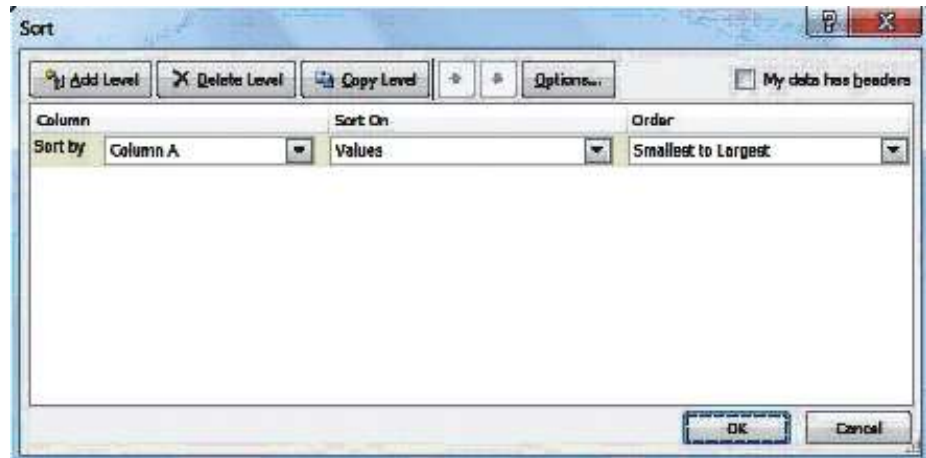 Sort
Add Level Delete Level Copy Level Options... My data has headers
Column Sort On Order
Sort by Column A Values Smallest to Largest
OK Cancel